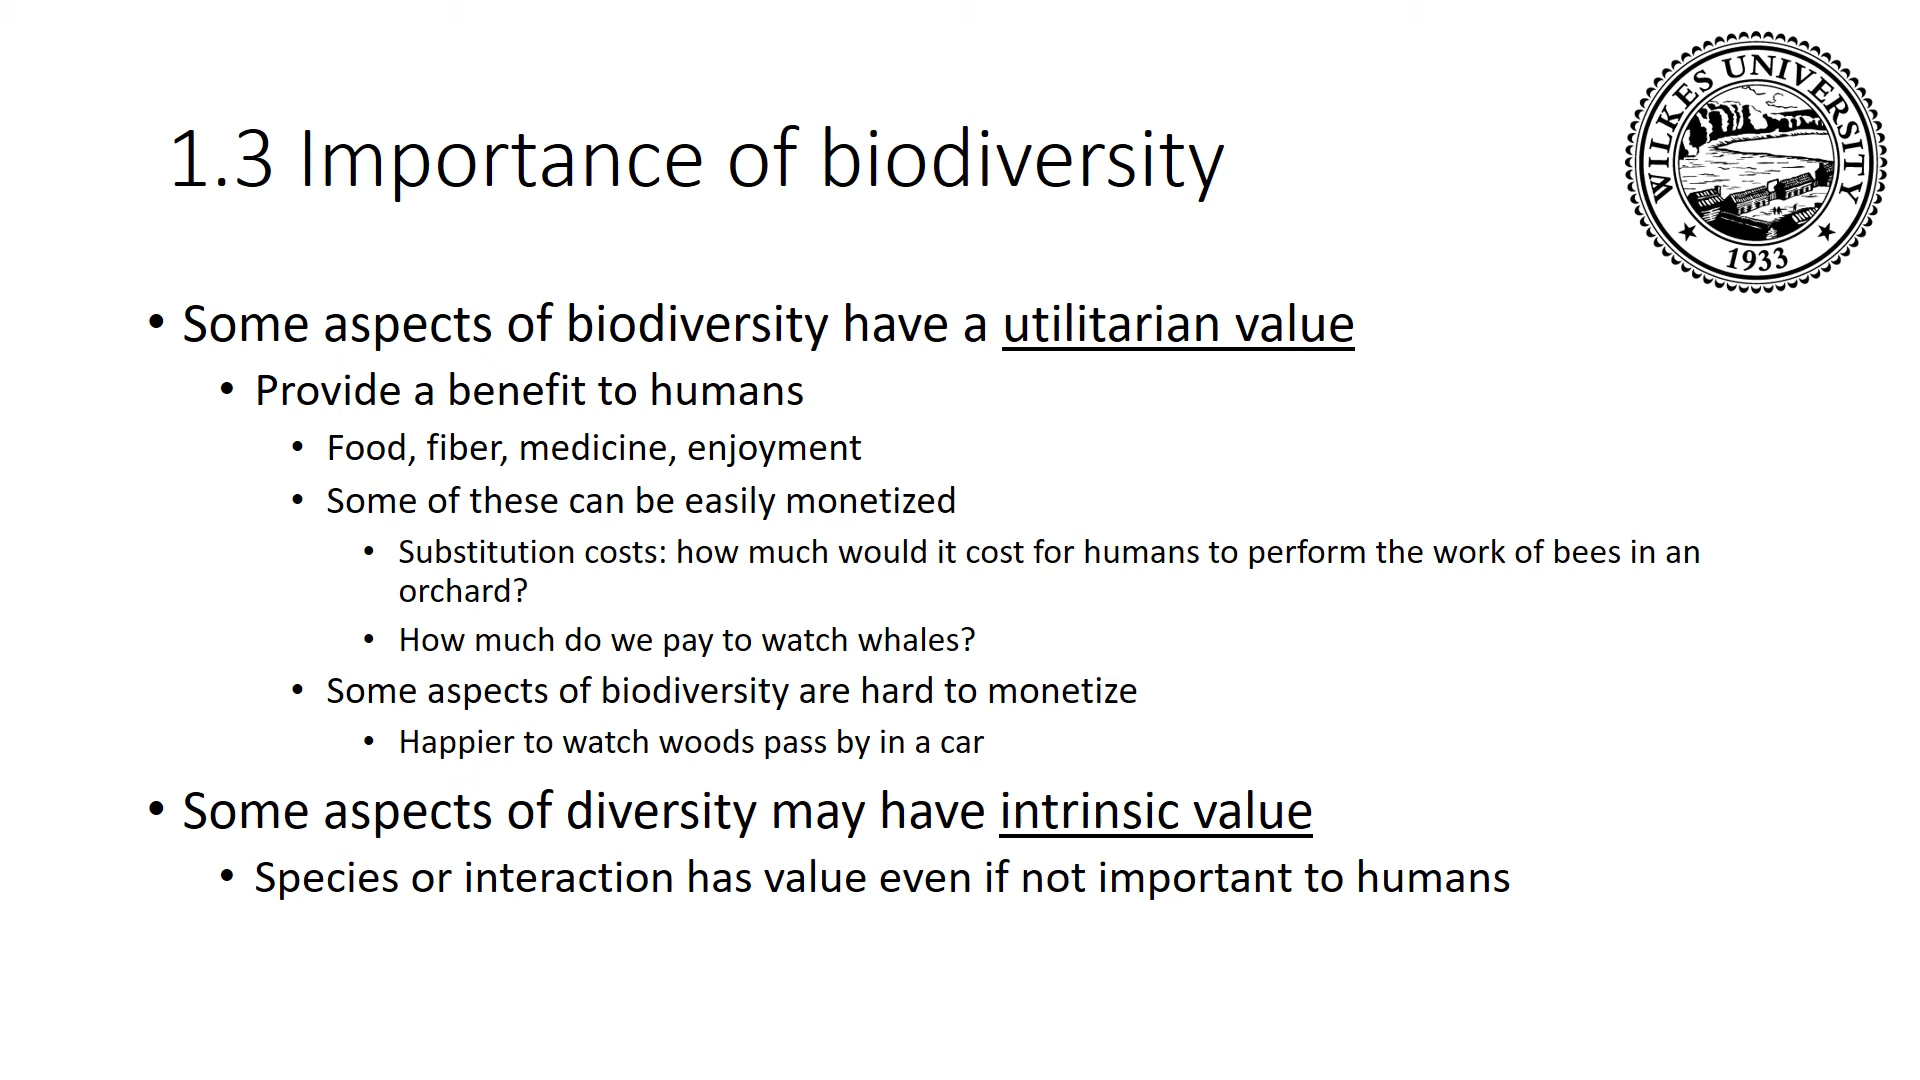 WILKES UNIVERSITY
1933
1.3 Importance of biodiversity
• Some aspects of biodiversity have a utilitarian value
• Provide a benefit to humans
• Food, fiber, medicine, enjoyment
• Some of these can be easily monetized
• Substitution costs: how much would it cost for humans to perform the work of bees in an
orchard?
• How much do we pay to watch whales?
• Some aspects of biodiversity are hard to monetize
• Happier to watch woods pass by in a car
• Some aspects of diversity may have intrinsic value
• Species or interaction has value even if not important to humans